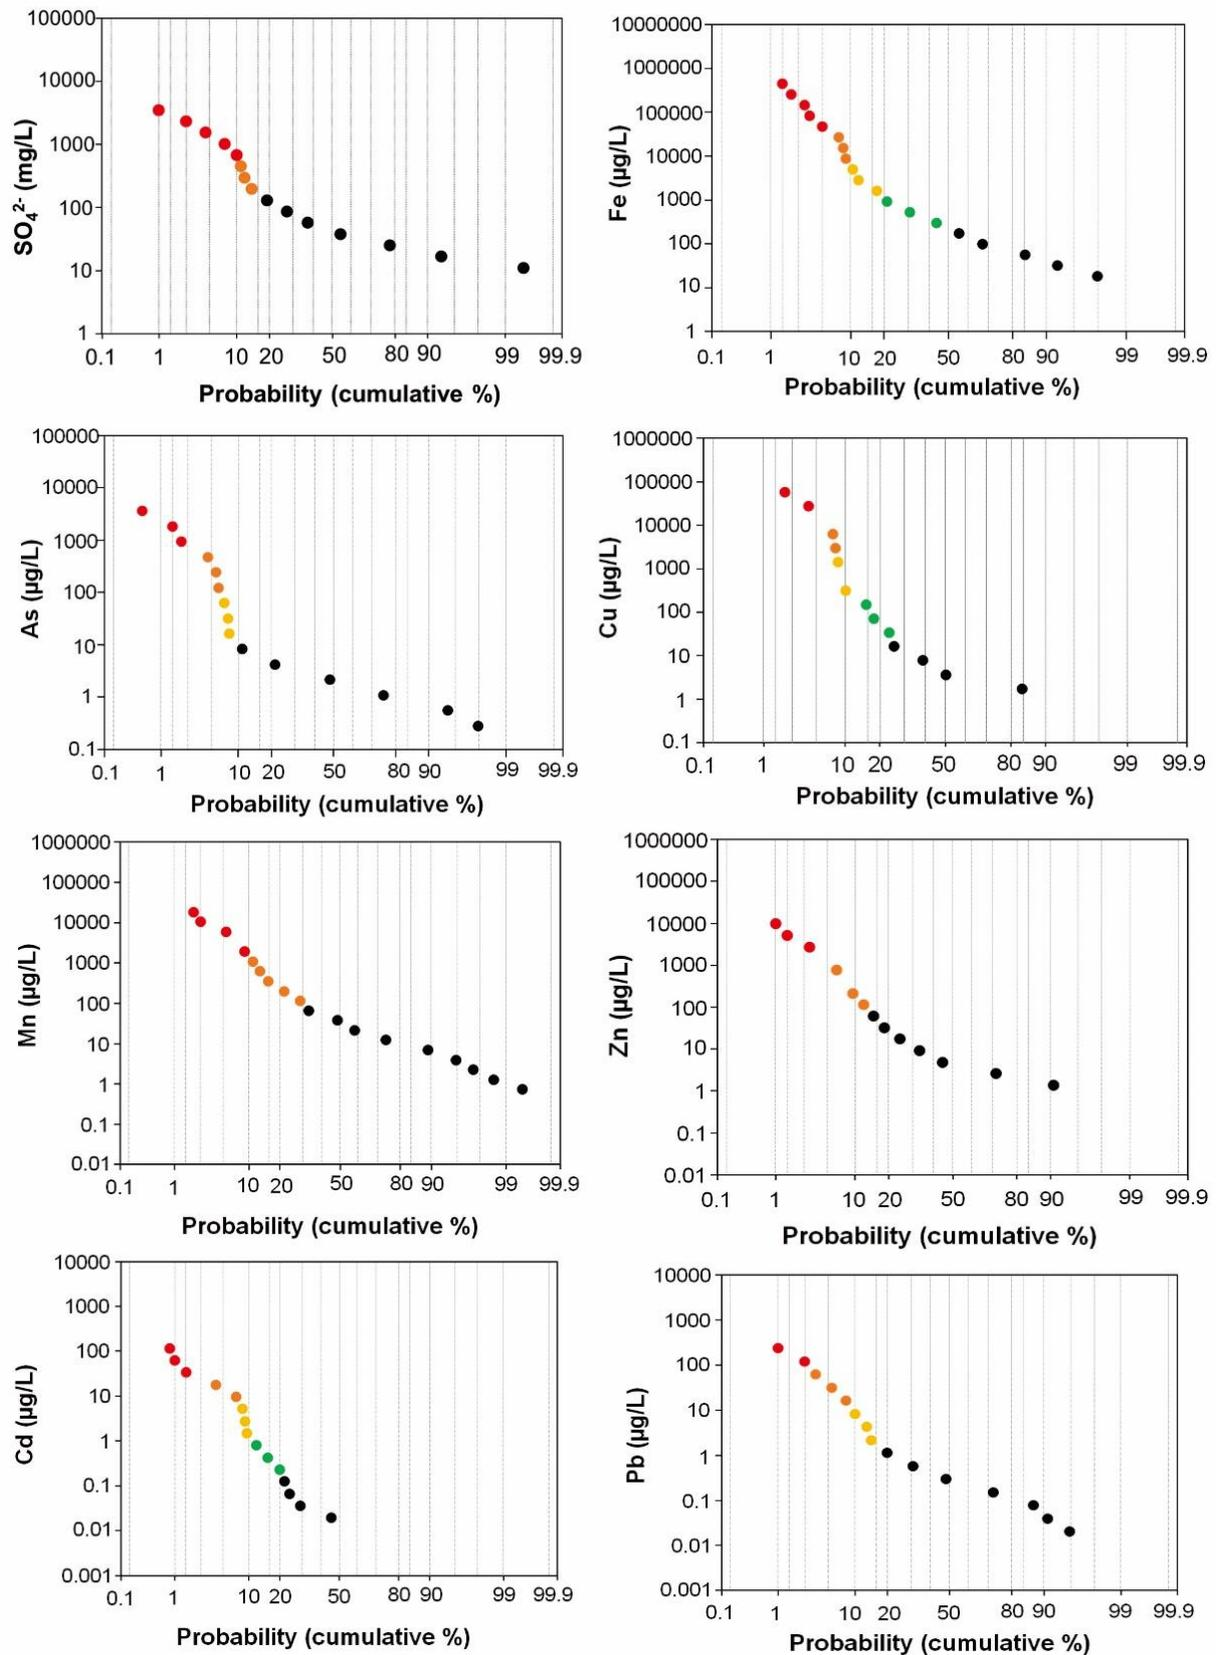 100000
10000
1000
100
10
1
SO₄²⁻ (mg/L)
0.1 1 10 20 50 80 90 99 99.9
Probability (cumulative %)
10000000
1000000
100000
10000
1000
100
10
1
Fe (µg/L)
0.1 1 10 20 50 80 90 99 99.9
Probability (cumulative %)
100000
10000
1000
100
10
1
0.1
As (µg/L)
0.1 1 10 20 50 80 90 99 99.9
Probability (cumulative %)
1000000
100000
10000
1000
100
10
1
0.1
Cu (µg/L)
0.1 1 10 20 50 80 90 99 99.9
Probability (cumulative %)
1000000
100000
10000
1000
100
10
1
0.1
0.01
Mn (µg/L)
0.1 1 10 20 50 80 90 99 99.9
Probability (cumulative %)
1000000
100000
10000
1000
100
10
1
0.1
0.01
Zn (µg/L)
0.1 1 10 20 50 80 90 99 99.9
Probability (cumulative %)
10000
1000
100
10
1
0.1
0.01
0.001
Cd (µg/L)
0.1 1 10 20 50 80 90 99 99.9
Probability (cumulative %)
10000
1000
100
10
1
0.1
0.01
0.001
Pb (µg/L)
0.1 1 10 20 50 80 90 99 99.9
Probability (cumulative %)